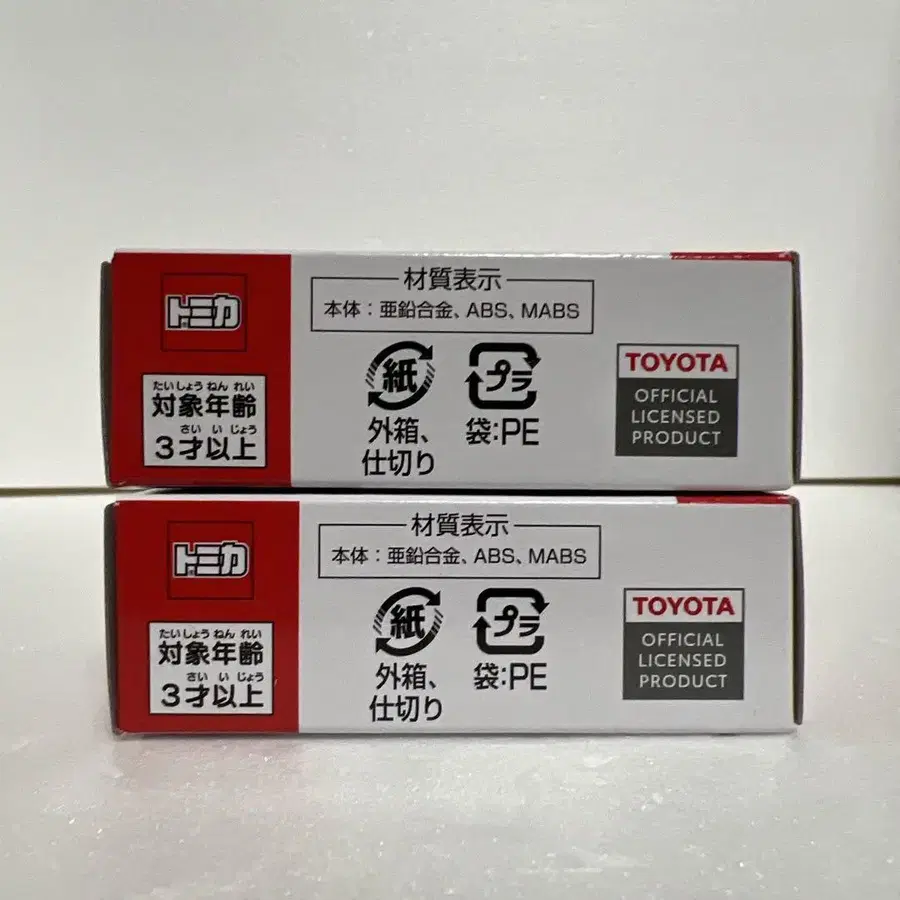 トミカ
たいしょうねんれい
対象年齢
さいいじょう
3才以上
材質表示
本体：亜鉛合金、ABS、MABS
紙
外箱、
仕切り
プラ
袋:PE
TOYOTA
OFFICIAL
LICENSED
PRODUCT
トミカ
たいしょうねんれい
対象年齢
さいいじょう
3才以上
材質表示
本体：亜鉛合金、ABS、MABS
紙
外箱、
仕切り
プラ
袋:PE
TOYOTA
OFFICIAL
LICENSED
PRODUCT